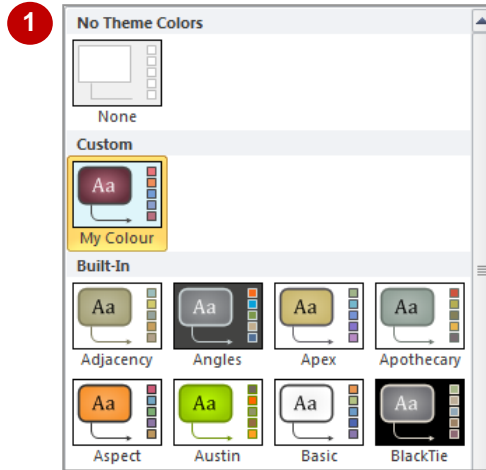 1
No Theme Colors
None
Custom
Aa
My Colour
Built-In
Aa Aa Aa Aa
Adjacency Angles Apex Apothecary
Aa Aa Aa Aa
Aspect Austin Basic BlackTie